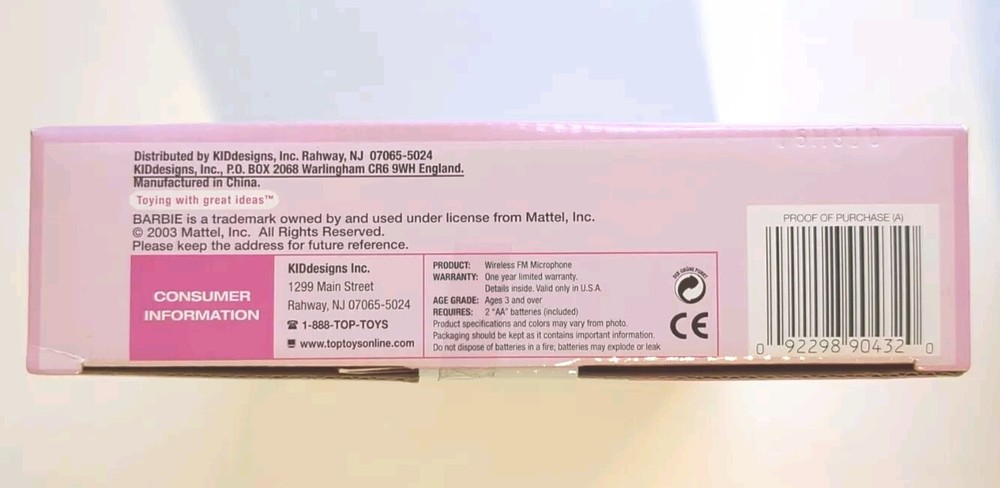 Distributed by KIDdesigns, Inc. Rahway, NJ 07065-5024
KIDdesigns, Inc., P.O. BOX 2068 Warlingham CR6 9WH England.
Manufactured in China.
Toying with great ideas™
BARBIE is a trademark owned by and used under license from Mattel, Inc.
© 2003 Mattel, Inc. All Rights Reserved.
Please keep the address for future reference.
CONSUMER
INFORMATION
KIDdesigns Inc.
1299 Main Street
Rahway, NJ 07065-5024
☎ 1-888-TOP-TOYS
www.toptoysonline.com
PRODUCT: Wireless FM Microphone
WARRANTY: One year limited warranty.
Details inside. Valid only in U.S.A.
AGE GRADE: Ages 3 and over
REQUIRES: 2 "AA" batteries (included)
Product specifications and colors may vary from photo.
Packaging should be kept as it contains important information.
Do not dispose of batteries in a fire, batteries may explode or leak
DER GRÜNE PUNKT
CE
PROOF OF PURCHASE (A)
0 92298 90432 0